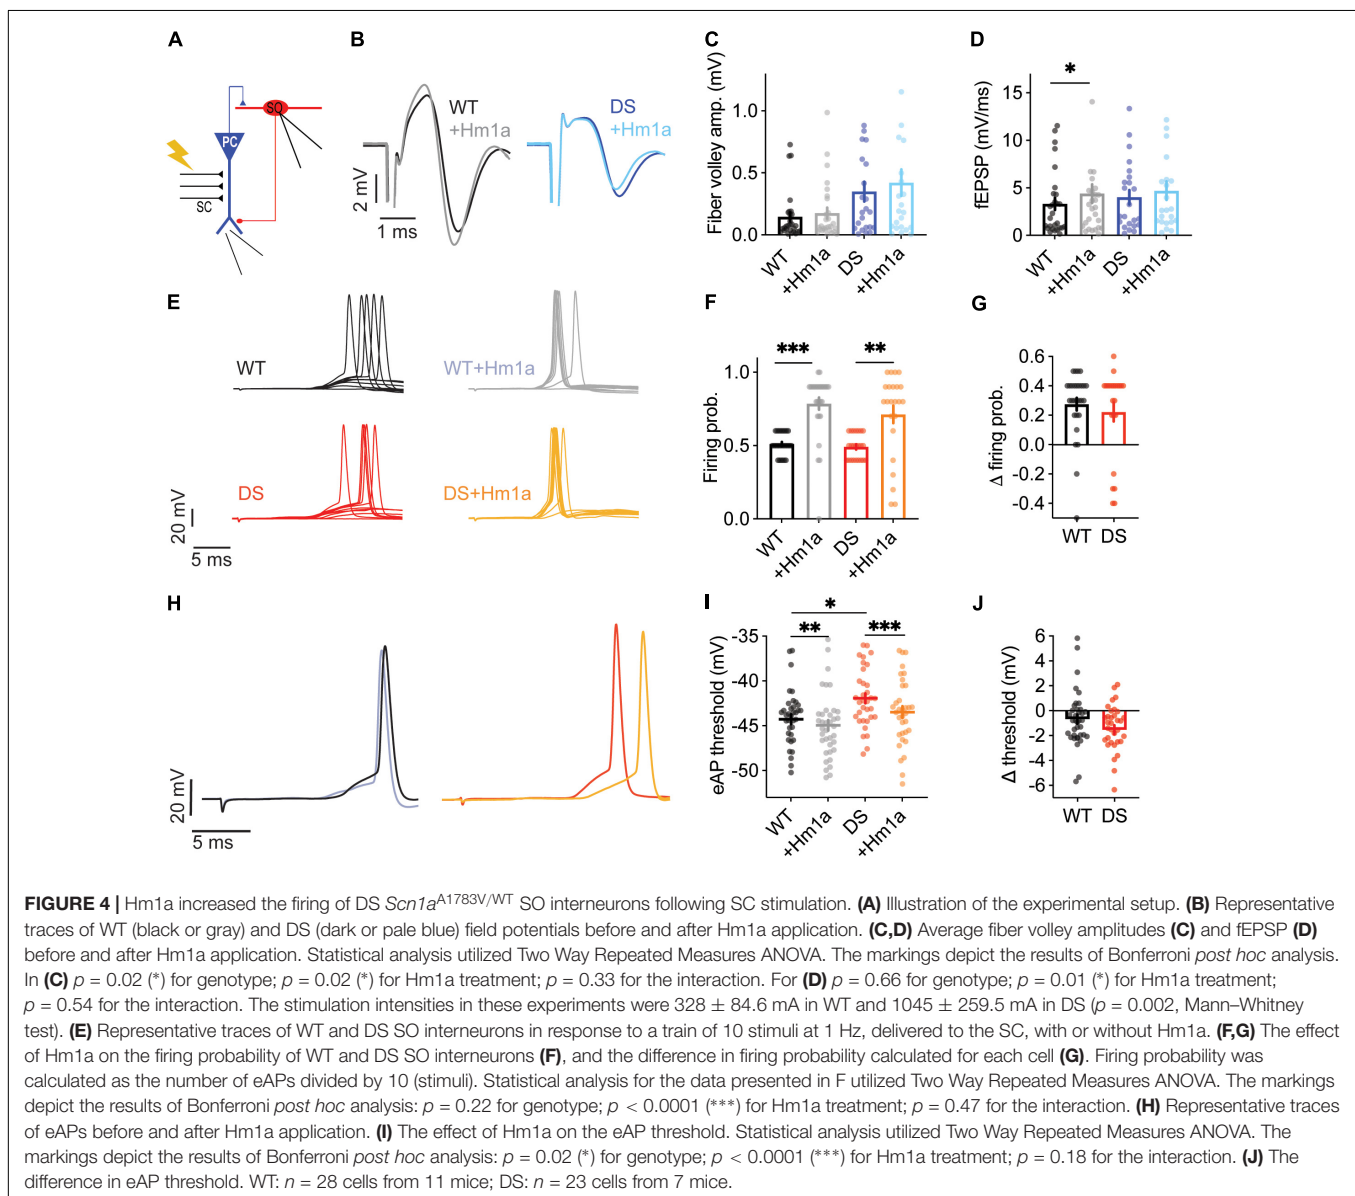 A
B
C
D
SO
PC
SC
WT
+Hm1a
DS
+Hm1a
2 mV
1 ms
Fiber volley amp. (mV)
1.0
0.5
0.0
WT
+Hm1a
DS
+Hm1a
fEPSP (mV/ms)
*
15
10
5
0
WT
+Hm1a
DS
+Hm1a
E
WT
WT+Hm1a
DS
DS+Hm1a
20 mV
5 ms
F
Firing prob.
*** **
1.0
0.5
0.0
WT
+Hm1a
DS
+Hm1a
G
Δ firing prob.
0.6
0.4
0.2
0.0
-0.2
-0.4
WT DS
H
20 mV
5 ms
I
eAP threshold (mV)
*
** ***
-35
-40
-45
-50
WT
+Hm1a
DS
+Hm1a
J
Δ threshold (mV)
6
4
2
0
-2
-4
-6
WT DS
FIGURE 4 | Hm1a increased the firing of DS Scn1aA1783V/WT SO interneurons following SC stimulation. (A) Illustration of the experimental setup. (B) Representative
traces of WT (black or gray) and DS (dark or pale blue) field potentials before and after Hm1a application. (C,D) Average fiber volley amplitudes (C) and fEPSP (D)
before and after Hm1a application. Statistical analysis utilized Two Way Repeated Measures ANOVA. The markings depict the results of Bonferroni post hoc analysis.
In (C) p = 0.02 (*) for genotype; p = 0.02 (*) for Hm1a treatment; p = 0.33 for the interaction. For (D) p = 0.66 for genotype; p = 0.01 (*) for Hm1a treatment;
p = 0.54 for the interaction. The stimulation intensities in these experiments were 328 ± 84.6 mA in WT and 1045 ± 259.5 mA in DS (p = 0.002, Mann–Whitney
test). (E) Representative traces of WT and DS SO interneurons in response to a train of 10 stimuli at 1 Hz, delivered to the SC, with or without Hm1a. (F,G) The effect
of Hm1a on the firing probability of WT and DS SO interneurons (F), and the difference in firing probability calculated for each cell (G). Firing probability was
calculated as the number of eAPs divided by 10 (stimuli). Statistical analysis for the data presented in F utilized Two Way Repeated Measures ANOVA. The markings
depict the results of Bonferroni post hoc analysis: p = 0.22 for genotype; p < 0.0001 (***) for Hm1a treatment; p = 0.47 for the interaction. (H) Representative traces
of eAPs before and after Hm1a application. (I) The effect of Hm1a on the eAP threshold. Statistical analysis utilized Two Way Repeated Measures ANOVA. The
markings depict the results of Bonferroni post hoc analysis: p = 0.02 (*) for genotype; p < 0.0001 (***) for Hm1a treatment; p = 0.18 for the interaction. (J) The
difference in eAP threshold. WT: n = 28 cells from 11 mice; DS: n = 23 cells from 7 mice.